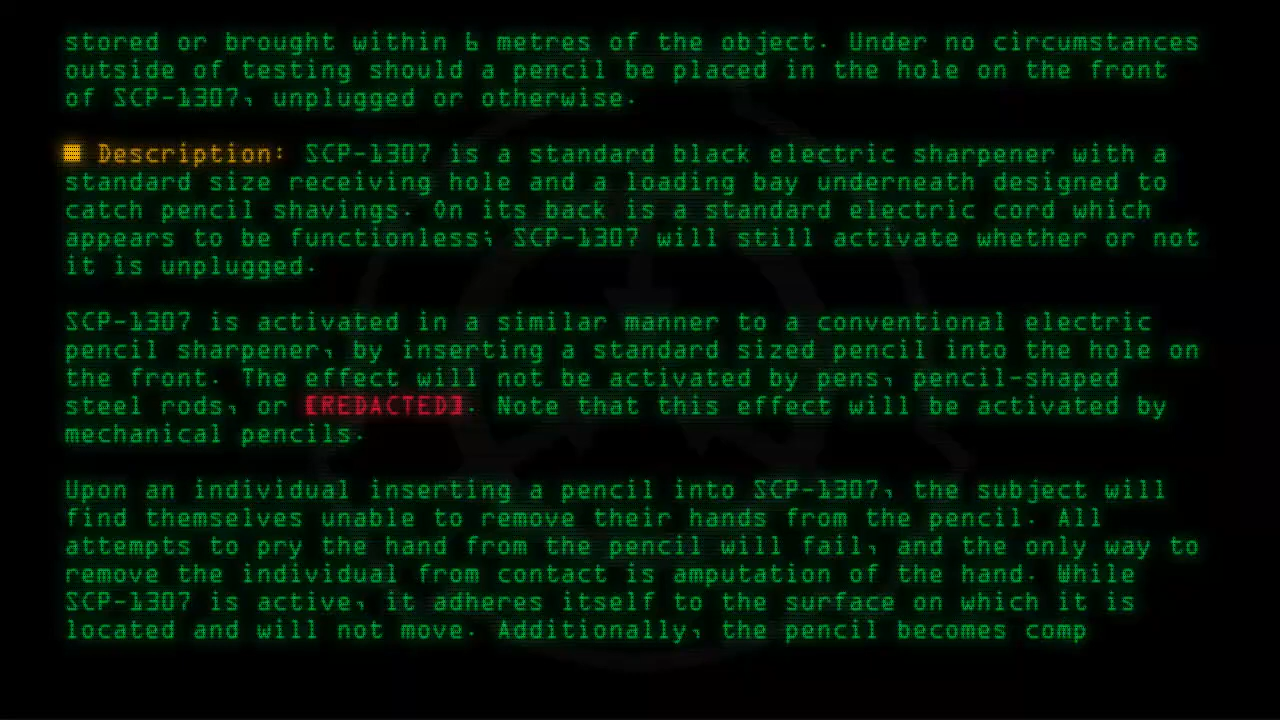 stored or brought within 6 metres of the object. Under no circumstances
outside of testing should a pencil be placed in the hole on the front
of SCP-1307, unplugged or otherwise.
Description: SCP-1307 is a standard black electric sharpener with a
standard size receiving hole and a loading bay underneath designed to
catch pencil shavings. On its back is a standard electric cord which
appears to be functionless; SCP-1307 will still activate whether or not
it is unplugged.
SCP-1307 is activated in a similar manner to a conventional electric
pencil sharpener, by inserting a standard sized pencil into the hole on
the front. The effect will not be activated by pens, pencil-shaped
steel rods, or [REDACTED]. Note that this effect will be activated by
mechanical pencils.
Upon an individual inserting a pencil into SCP-1307, the subject will
find themselves unable to remove their hands from the pencil. All
attempts to pry the hand from the pencil will fail, and the only way to
remove the individual from contact is amputation of the hand. While
SCP-1307 is active, it adheres itself to the surface on which it is
located and will not move. Additionally, the pencil becomes comp